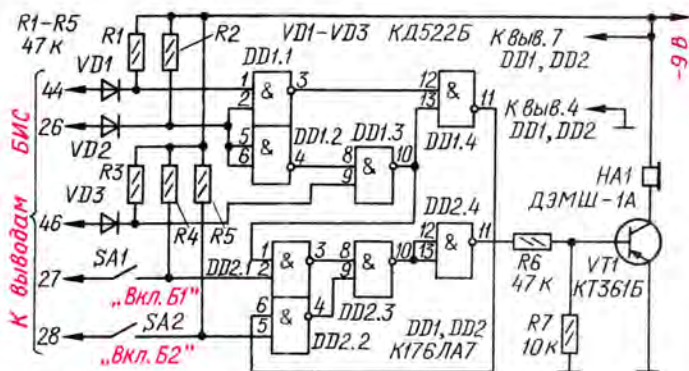 R1-R5
47 к
R1
R2
VD1-VD3 КД522Б
К выв. 7
DD1, DD2
-9 В
VD1
DD1.1
44
1
2
&
3
12
13
&
11
К выв. 4
DD1, DD2
26
VD2
5
6
&
DD1.2
4
DD1.3
8
9
&
10
DD1.4
R3
R4
R5
HA1
ДЭМШ-1А
VD3
46
DD2.4
12
13
&
11
SA1
DD2.1
1
2
&
3
8
9
&
10
27
„Вкл. Б1"
R6
47 к
VT1
КТ361Б
SA2
6
5
&
4
DD2.3
28
„Вкл. Б2"
DD2.2
DD1, DD2
К176ЛА7
R7
10 к
К выводам БИС